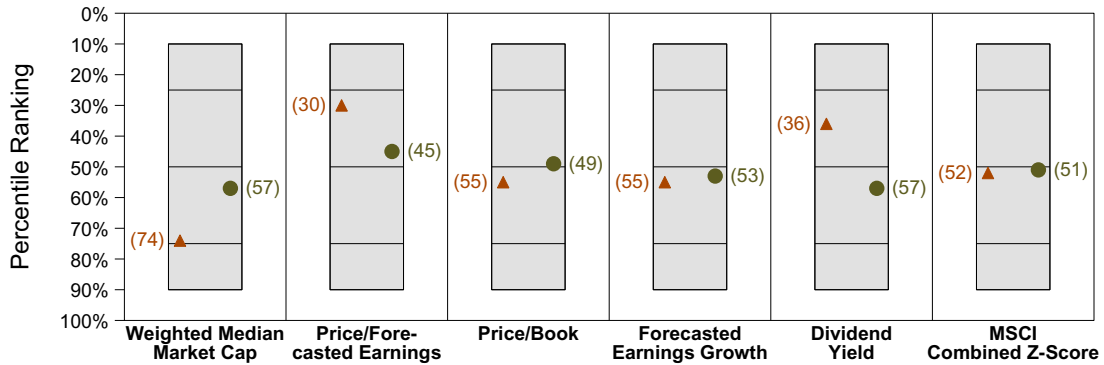 Percentile Ranking
0%
10%
20%
30%
40%
50%
60%
70%
80%
90%
100%
(74)
(57)
(30)
(45)
(55)
(49)
(55)
(53)
(36)
(57)
(52)
(51)
Weighted Median
Market Cap
Price/Fore-
casted Earnings
Price/Book
Forecasted
Earnings Growth
Dividend
Yield
MSCI
Combined Z-Score